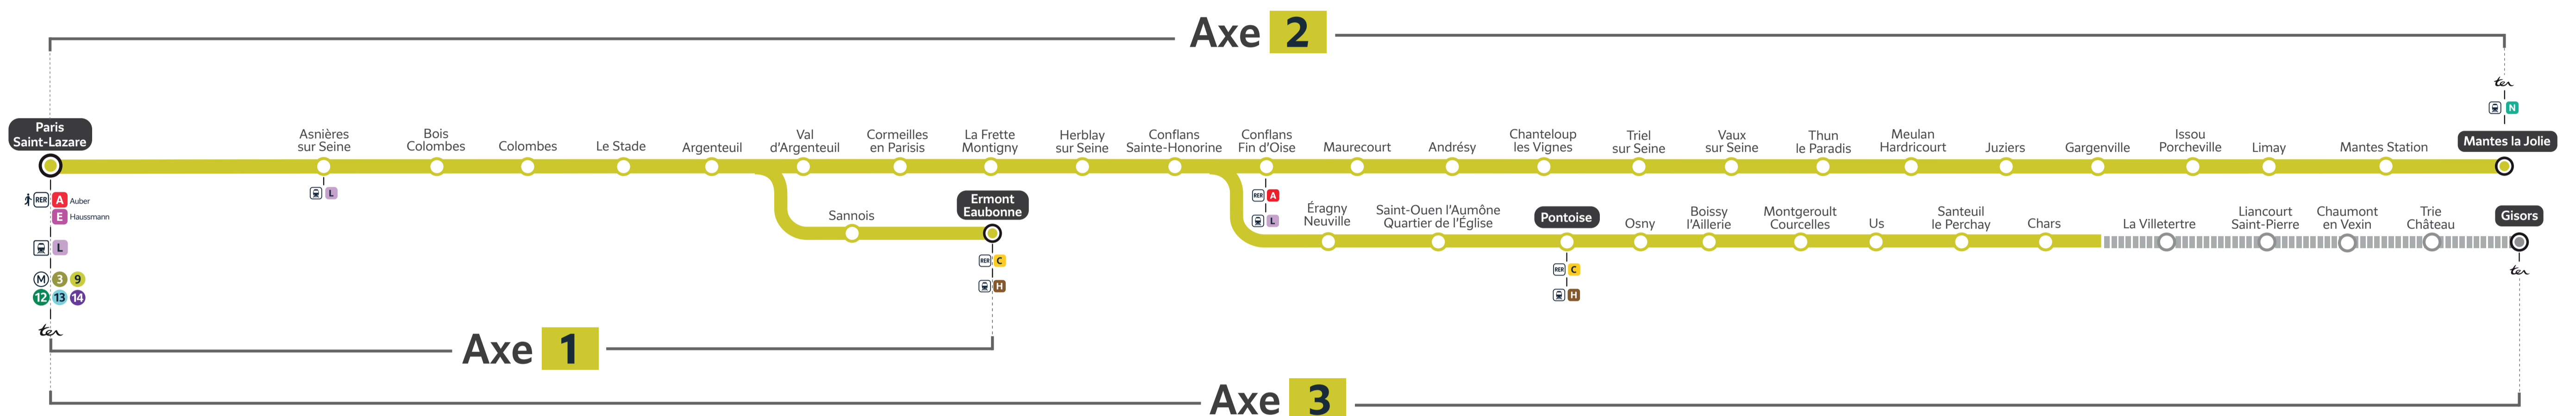 Axe 2
ter
N
Paris
Saint-Lazare
Asnières
sur Seine
Bois
Colombes
Colombes
Le Stade
Argenteuil
Val
d'Argenteuil
Cormeilles
en Parisis
La Frette
Montigny
Herblay
sur Seine
Conflans
Sainte-Honorine
Conflans
Fin d'Oise
Maurecourt
Andrésy
Chanteloup
les Vignes
Triel
sur Seine
Vaux
sur Seine
Thun
le Paradis
Meulan
Hardricourt
Juziers
Gargenville
Issou
Porcheville
Limay
Mantes Station
Mantes la Jolie
RER A Auber
E Haussmann
L
M 3 9
12 13 14
ter
L
Sannois
Ermont
Eaubonne
RER C
H
RER A
L
Éragny
Neuville
Saint-Ouen l'Aumône
Quartier de l'Église
Pontoise
RER C
H
Osny
Boissy
l'Aillerie
Montgeroult
Courcelles
Us
Santeuil
le Perchay
Chars
La Villetertre
Liancourt
Saint-Pierre
Chaumont
en Vexin
Trie
Château
Gisors
ter
Axe 1
Axe 3